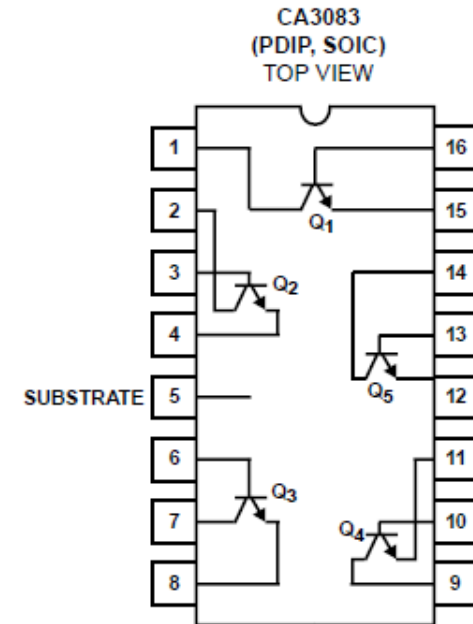 CA3083
(PDIP, SOIC)
TOP VIEW
1
16
2
15
Q1
3
14
Q2
4
13
SUBSTRATE 5
12
Q5
6
11
Q3
7
10
Q4
8
9